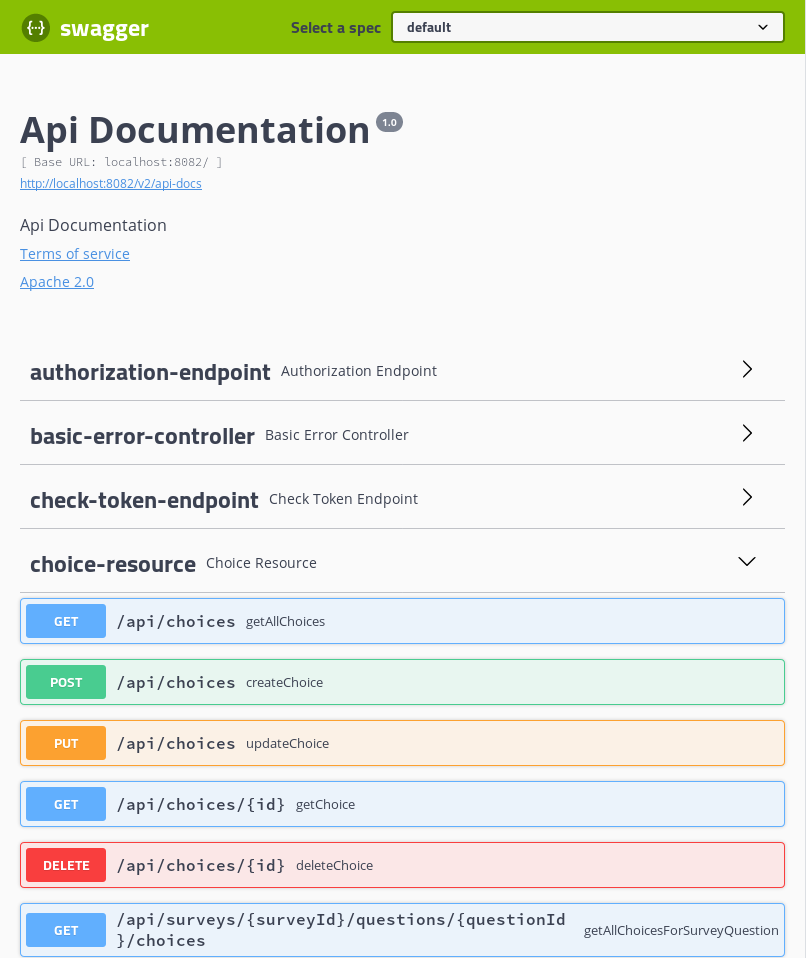 {···} swagger Select a spec default
Api Documentation 1.0
[ Base URL: localhost:8082/ ]
http://localhost:8082/v2/api-docs
Api Documentation
Terms of service
Apache 2.0
authorization-endpoint Authorization Endpoint
basic-error-controller Basic Error Controller
check-token-endpoint Check Token Endpoint
choice-resource Choice Resource
GET /api/choices getAllChoices
POST /api/choices createChoice
PUT /api/choices updateChoice
GET /api/choices/{id} getChoice
DELETE /api/choices/{id} deleteChoice
GET /api/surveys/{surveyId}/questions/{questionId
}/choices getAllChoicesForSurveyQuestion